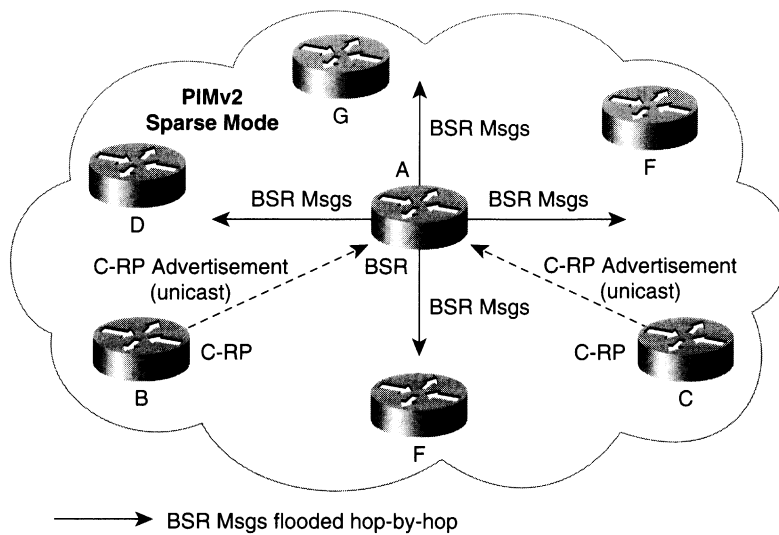 PIMv2
Sparse Mode
G
BSR Msgs
F
A
D
BSR Msgs
BSR Msgs
C-RP Advertisement
(unicast)
BSR
C-RP Advertisement
(unicast)
BSR Msgs
C-RP
B
C-RP
C
F
BSR Msgs flooded hop-by-hop